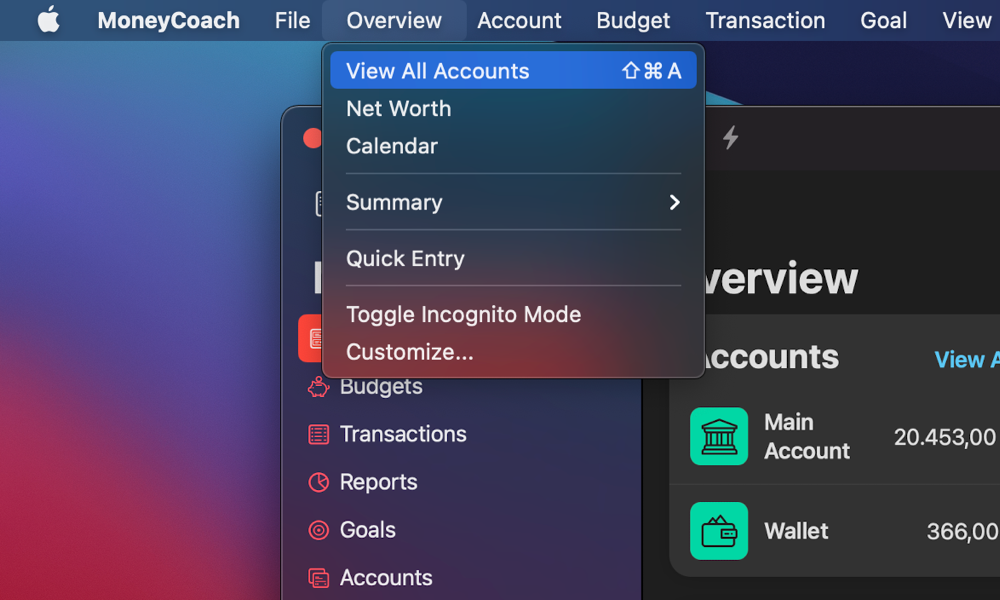 MoneyCoach File Overview Account Budget Transaction Goal View
View All Accounts ⇧⌘A
Net Worth
Calendar
Summary
Quick Entry
Toggle Incognito Mode
Customize...
verview
Accounts View A
Main
Account
20.453,00
Wallet 366,00
Budgets
Transactions
Reports
Goals
Accounts